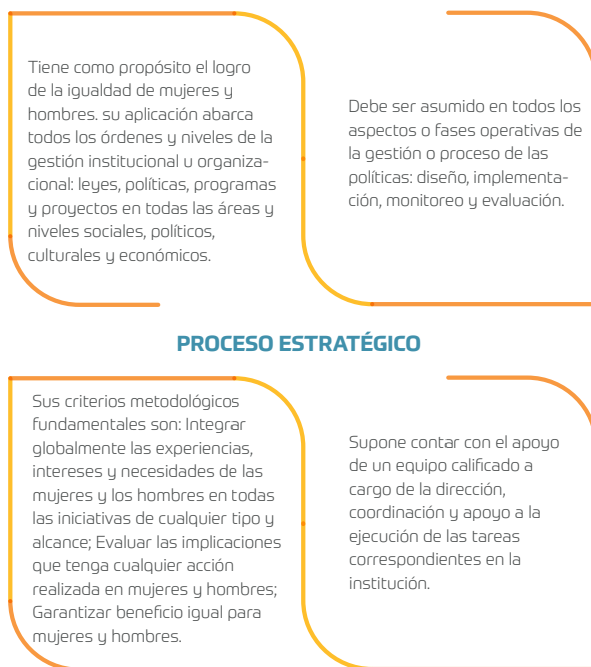 Tiene como propósito el logro
de la igualdad de mujeres y
hombres. su aplicación abarca
todos los órdenes y niveles de la
gestión institucional u organiza-
cional: leyes, políticas, programas
y proyectos en todas las áreas y
niveles sociales, políticos,
culturales y económicos.
Debe ser asumido en todos los
aspectos o fases operativas de
la gestión o proceso de las
políticas: diseño, implementa-
ción, monitoreo y evaluación.
PROCESO ESTRATÉGICO
Sus criterios metodológicos
fundamentales son: Integrar
globalmente las experiencias,
intereses y necesidades de las
mujeres y los hombres en todas
las iniciativas de cualquier tipo y
alcance; Evaluar las implicaciones
que tenga cualquier acción
realizada en mujeres y hombres;
Garantizar beneficio igual para
mujeres y hombres.
Supone contar con el apoyo
de un equipo calificado a
cargo de la dirección,
coordinación y apoyo a la
ejecución de las tareas
correspondientes en la
institución.